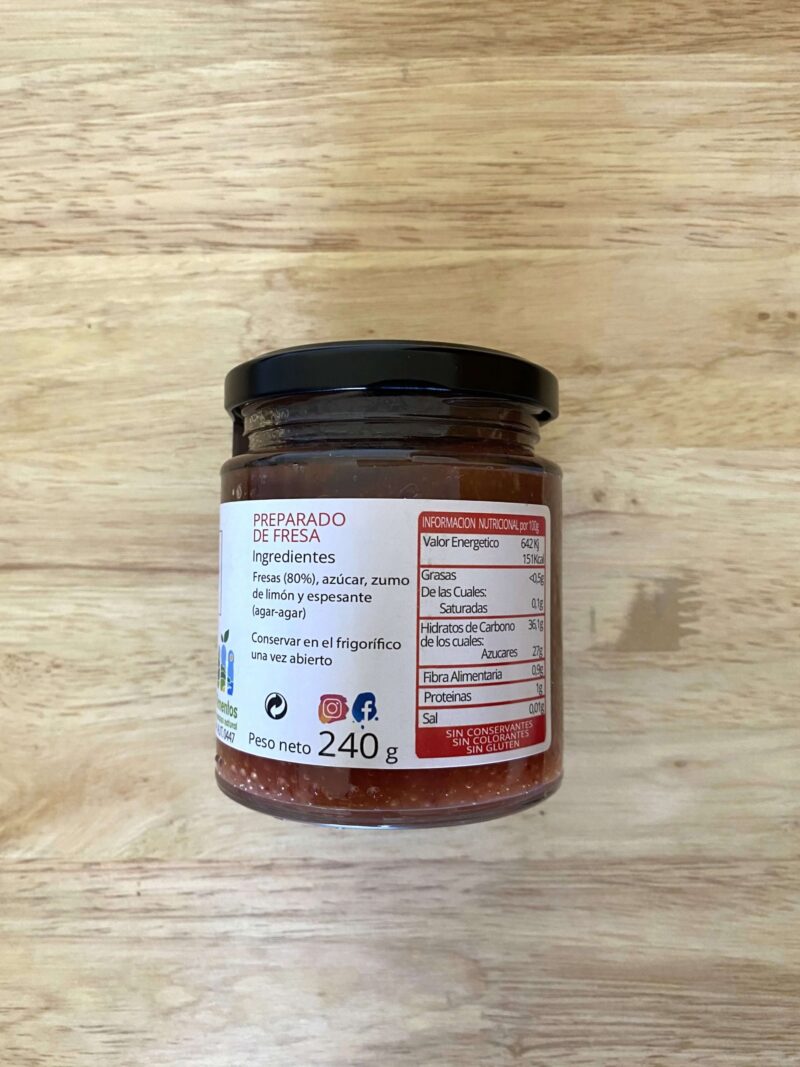 PREPARADO
DE FRESA
Ingredientes
Fresas (80%), azúcar, zumo
de limón y espesante
(agar-agar)
Conservar en el frigorífico
una vez abierto
Peso neto 240 g
INFORMACION NUTRICIONAL por 100g
Valor Energetico 642 Kj
151Kcal
Grasas <0,5g
De las Cuales:
Saturadas 0,1g
Hidratos de Carbono 36,1g
de los cuales:
Azucares 27g
Fibra Alimentaria 0,9g
Proteinas 1g
Sal 0,01g
SIN CONSERVANTES
SIN COLORANTES
SIN GLUTEN